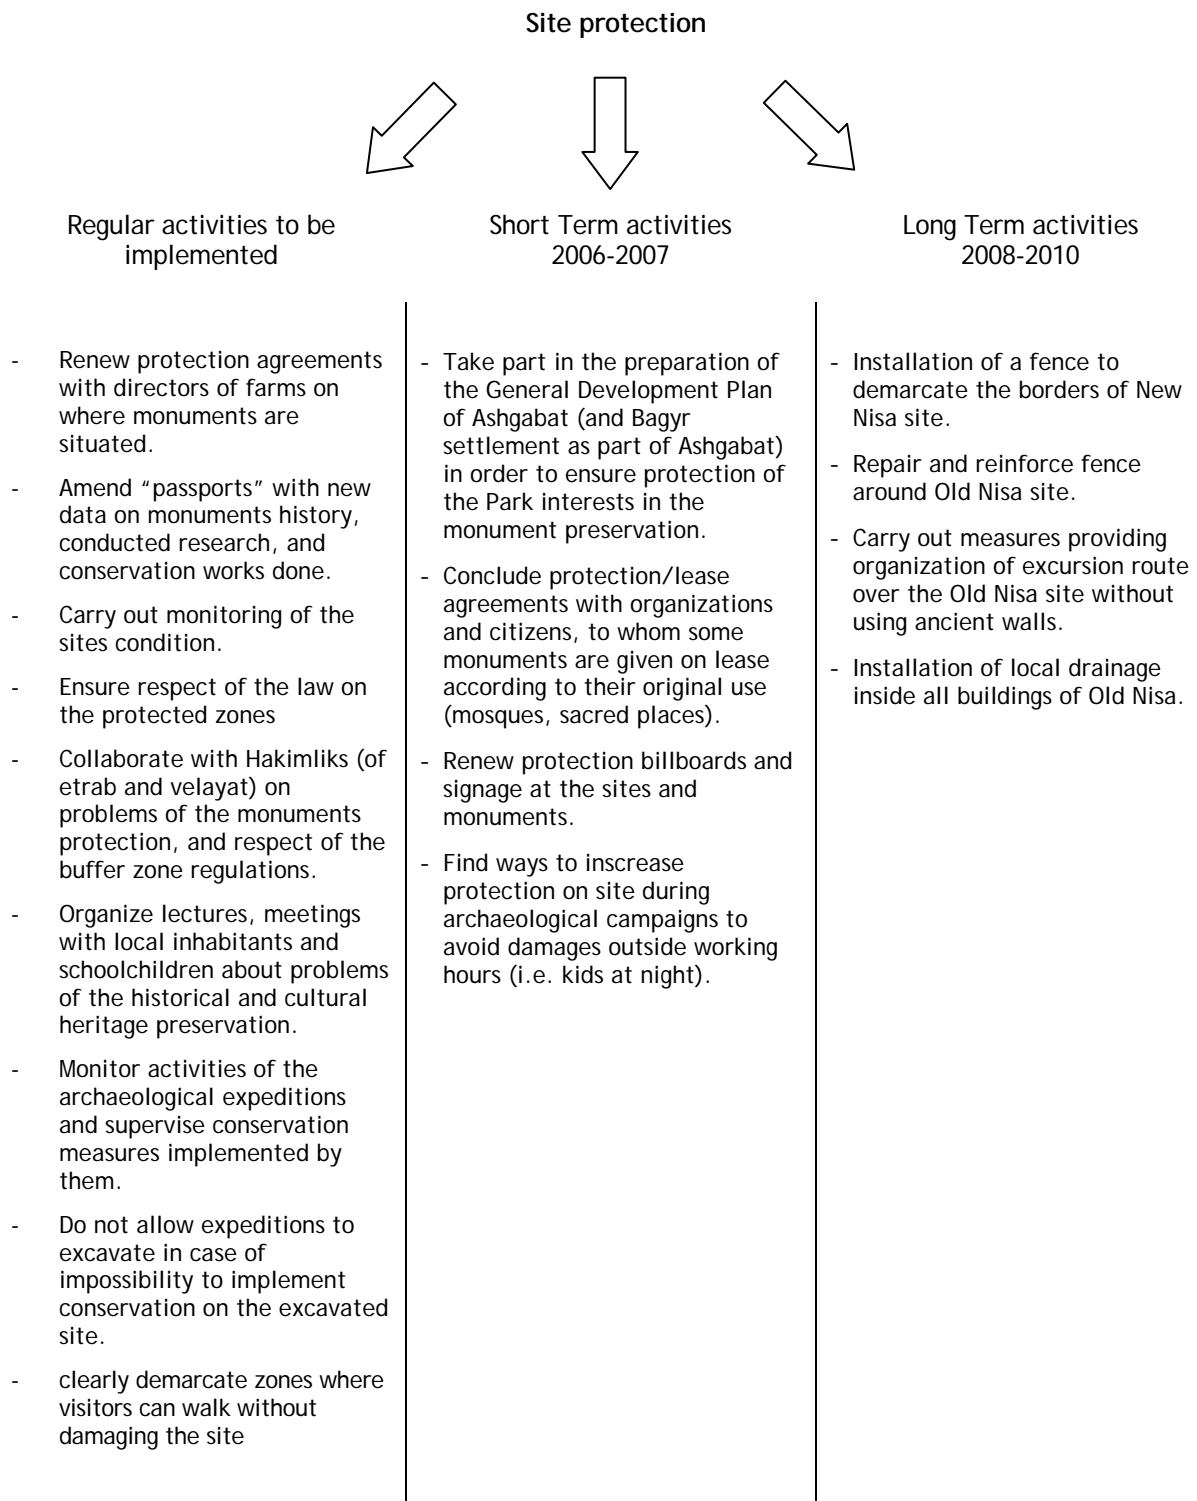 Site protection
Regular activities to be
implemented
- Renew protection agreements
with directors of farms on
where monuments are
situated.
- Amend “passports” with new
data on monuments history,
conducted research, and
conservation works done.
- Carry out monitoring of the
sites condition.
- Ensure respect of the law on
the protected zones
- Collaborate with Hakimliks (of
etrab and velayat) on
problems of the monuments
protection, and respect of the
buffer zone regulations.
- Organize lectures, meetings
with local inhabitants and
schoolchildren about problems
of the historical and cultural
heritage preservation.
- Monitor activities of the
archaeological expeditions
and supervise conservation
measures implemented by
them.
- Do not allow expeditions to
excavate in case of
impossibility to implement
conservation on the excavated
site.
- clearly demarcate zones where
visitors can walk without
damaging the site
Short Term activities
2006-2007
- Take part in the preparation of
the General Development Plan
of Ashgabat (and Bagyr
settlement as part of Ashgabat)
in order to ensure protection of
the Park interests in the
monument preservation.
- Conclude protection/lease
agreements with organizations
and citizens, to whom some
monuments are given on lease
according to their original use
(mosques, sacred places).
- Renew protection billboards and
signage at the sites and
monuments.
- Find ways to inscrease
protection on site during
archaeological campaigns to
avoid damages outside working
hours (i.e. kids at night).
Long Term activities
2008-2010
- Installation of a fence to
demarcate the borders of New
Nisa site.
- Repair and reinforce fence
around Old Nisa site.
- Carry out measures providing
organization of excursion route
over the Old Nisa site without
using ancient walls.
- Installation of local drainage
inside all buildings of Old Nisa.